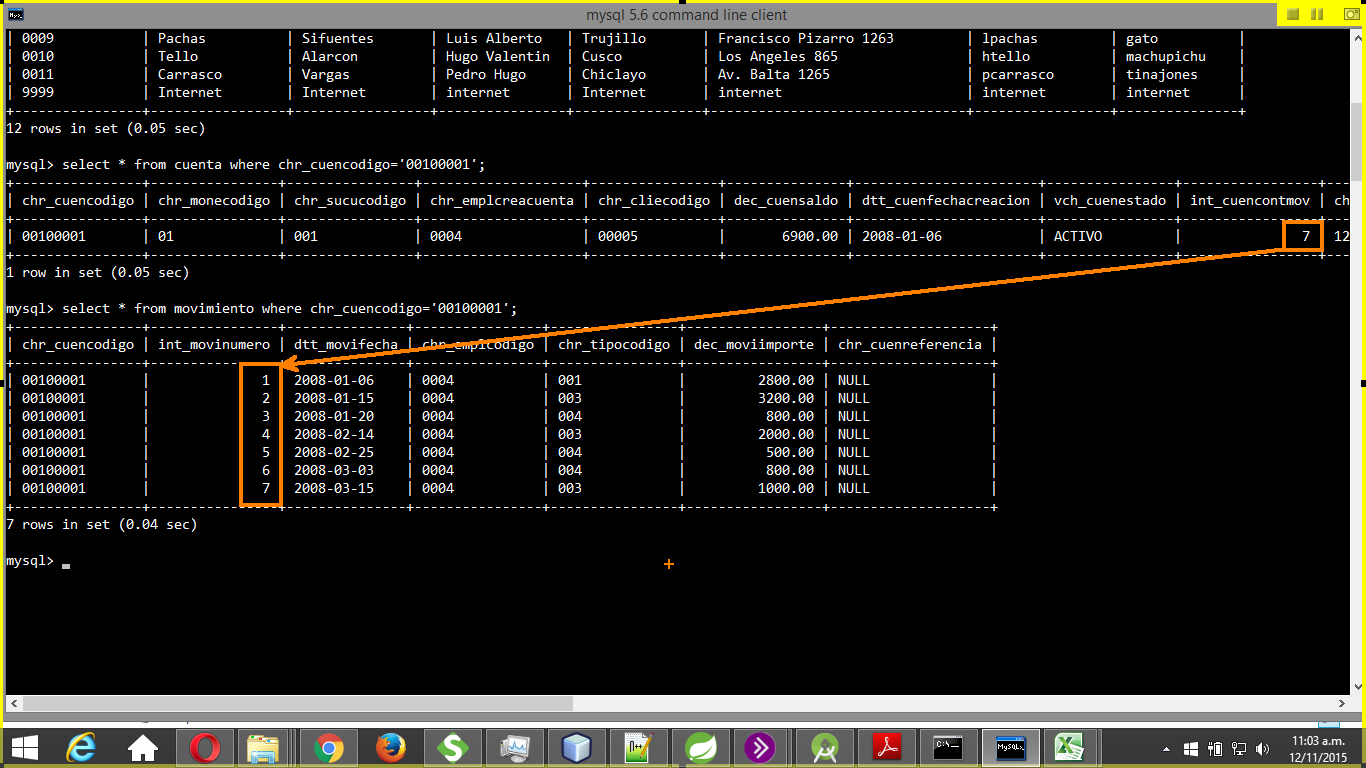 mysql 5.6 command line client
| 0009 | Pachas | Sifuentes | Luis Alberto | Trujillo | Francisco Pizarro 1263 | lpachas | gato |
| 0010 | Tello | Alarcon | Hugo Valentin | Cusco | Los Angeles 865 | htello | machupichu |
| 0011 | Carrasco | Vargas | Pedro Hugo | Chiclayo | Av. Balta 1265 | pcarrasco | tinajones |
| 9999 | Internet | Internet | internet | Internet | internet | internet | internet |
12 rows in set (0.05 sec)
mysql> select * from cuenta where chr_cuencodigo='00100001';
| chr_cuencodigo | chr_monecodigo | chr_sucucodigo | chr_emplcreacuenta | chr_cliecodigo | dec_cuensaldo | dtt_cuenfechacreacion | vch_cuenestado | int_cuencontmov | ch
| 00100001 | 01 | 001 | 0004 | 00005 | 6900.00 | 2008-01-06 | ACTIVO | 7 | 12
1 row in set (0.05 sec)
mysql> select * from movimiento where chr_cuencodigo='00100001';
| chr_cuencodigo | int_movinumero | dtt_movifecha | chr_emplcodigo | chr_tipocodigo | dec_moviimporte | chr_cuenreferencia |
| 00100001 | 1 | 2008-01-06 | 0004 | 001 | 2800.00 | NULL |
| 00100001 | 2 | 2008-01-15 | 0004 | 003 | 3200.00 | NULL |
| 00100001 | 3 | 2008-01-20 | 0004 | 004 | 800.00 | NULL |
| 00100001 | 4 | 2008-02-14 | 0004 | 003 | 2000.00 | NULL |
| 00100001 | 5 | 2008-02-25 | 0004 | 004 | 500.00 | NULL |
| 00100001 | 6 | 2008-03-03 | 0004 | 004 | 800.00 | NULL |
| 00100001 | 7 | 2008-03-15 | 0004 | 003 | 1000.00 | NULL |
7 rows in set (0.04 sec)
mysql>
11:03 a.m.
12/11/2015